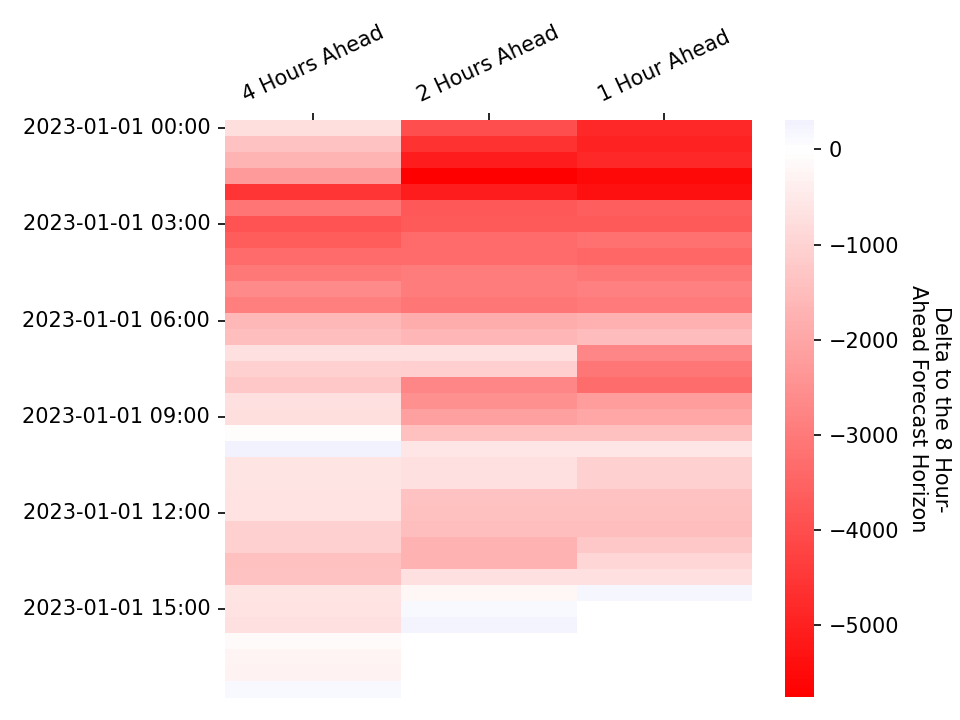 4 Hours Ahead
2 Hours Ahead
1 Hour Ahead
2023-01-01 00:00
2023-01-01 03:00
2023-01-01 06:00
2023-01-01 09:00
2023-01-01 12:00
2023-01-01 15:00
0
−1000
−2000
−3000
−4000
−5000
Delta to the 8 Hour-
Ahead Forecast Horizon